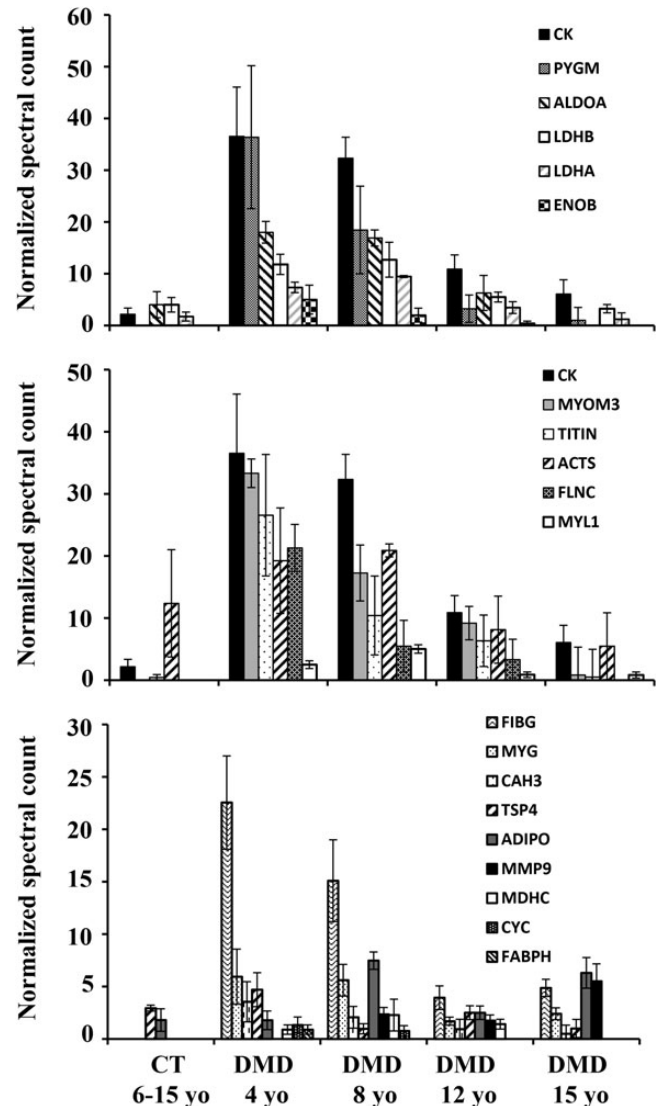 60
50
40
30
20
10
0
Normalized spectral count
CK
PYGM
ALDOA
LDHB
LDHA
ENOB
50
40
30
20
10
0
Normalized spectral count
CK
MYOM3
TITIN
ACTS
FLNC
MYL1
30
25
20
15
10
5
0
Normalized spectral count
FIBG
MYG
CAH3
TSP4
ADIPO
MMP9
MDHC
CYC
FABPH
CT DMD DMD DMD DMD
6-15 yo 4 yo 8 yo 12 yo 15 yo